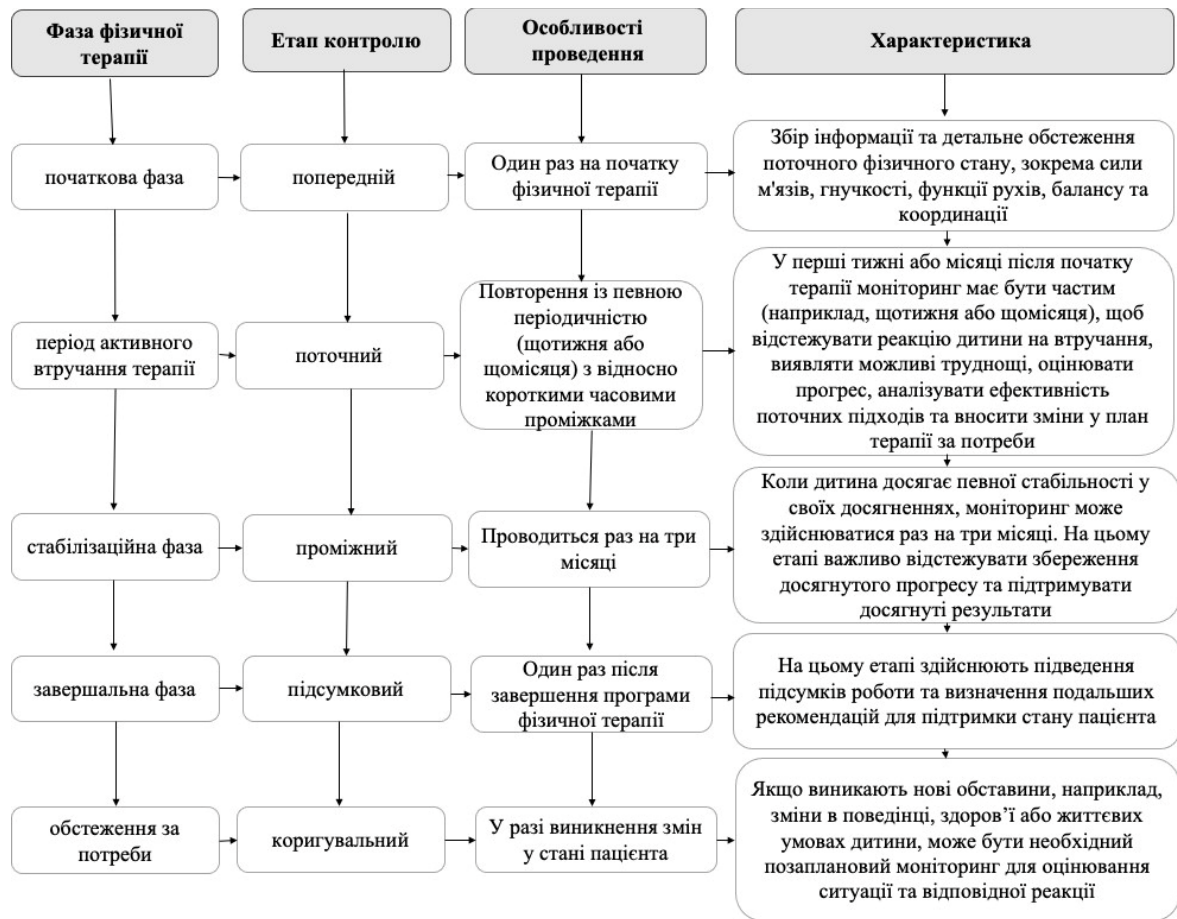 Фаза фізичної
терапії
Етап контролю
Особливості
проведення
Характеристика
початкова фаза
попередній
Один раз на початку
фізичної терапії
Збір інформації та детальне обстеження
поточного фізичного стану, зокрема сили
м'язів, гнучкості, функції рухів, балансу та
координації
період активного
втручання терапії
поточний
Повторення із певною
періодичністю
(щотижня або
щомісяця) з відносно
короткими часовими
проміжками
У перші тижні або місяці після початку
терапії моніторинг має бути частим
(наприклад, щотижня або щомісяця), щоб
відстежувати реакцію дитини на втручання,
виявляти можливі труднощі, оцінювати
прогрес, аналізувати ефективність
поточних підходів та вносити зміни у план
терапії за потреби
стабілізаційна фаза
проміжний
Проводиться раз на три
місяці
Коли дитина досягає певної стабільності у
своїх досягненнях, моніторинг може
здійснюватися раз на три місяці. На цьому
етапі важливо відстежувати збереження
досягнутого прогресу та підтримувати
досягнуті результати
завершальна фаза
підсумковий
Один раз після
завершення програми
фізичної терапії
На цьому етапі здійснюють підведення
підсумків роботи та визначення подальших
рекомендацій для підтримки стану пацієнта
обстеження за
потреби
коригувальний
У разі виникнення змін
у стані пацієнта
Якщо виникають нові обставини, наприклад,
зміни в поведінці, здоров’ї або життєвих
умовах дитини, може бути необхідний
позаплановий моніторинг для оцінювання
ситуації та відповідної реакції